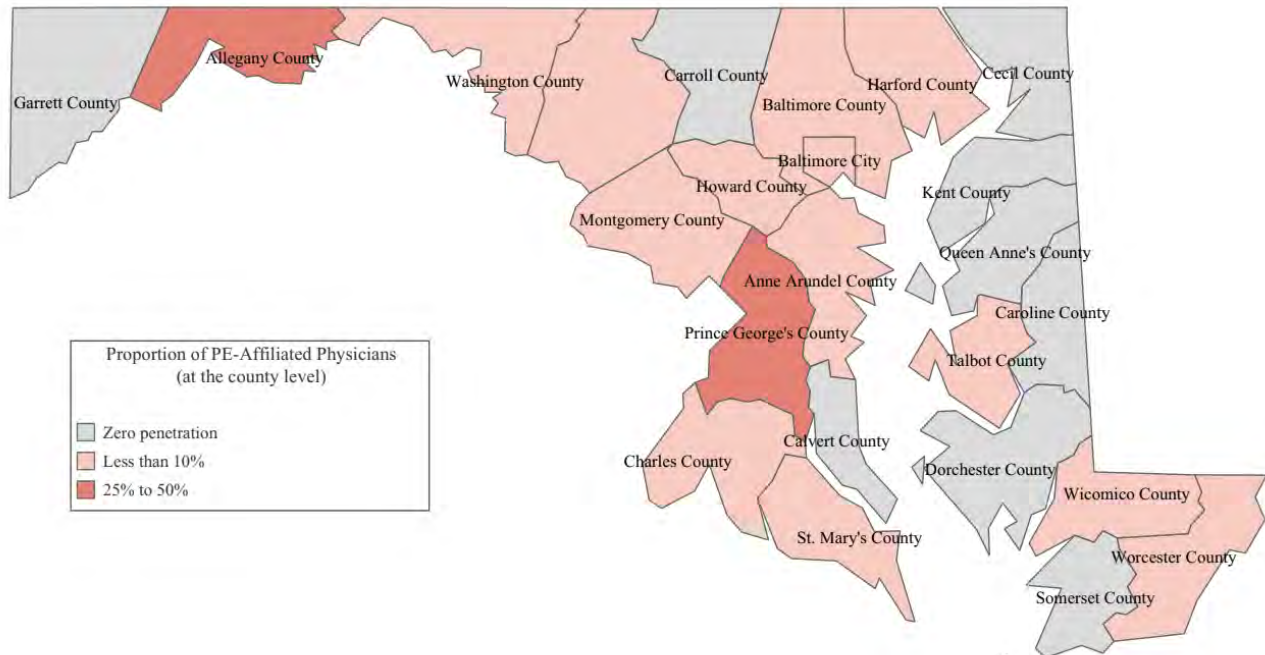 Allegany County
Garrett County
Washington County
Carroll County
Cecil County
Harford County
Baltimore County
Baltimore City
Howard County
Kent County
Montgomery County
Queen Anne's County
Anne Arundel County
Caroline County
Prince George's County
Talbot County
Proportion of PE-Affiliated Physicians
(at the county level)
Zero penetration
Less than 10%
25% to 50%
Calvert County
Charles County
Dorchester County
Wicomico County
St. Mary's County
Worcester County
Somerset County